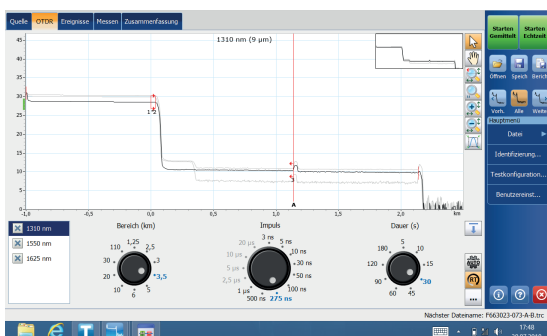 Quelle OTDR Ereignisse Messen Zusammenfassung
1310 nm (9 µm)
45
40
35
30
25
20
15
10
5
0
1 2
3
A
-1,0 -0,5 0,0 0,5 1,0 1,5 2,0 km
1310 nm
1550 nm
1625 nm
Bereich (km)
110 1,25 2,5 3 3,5 5 6 10 20 30
Impuls
3 ns 5 ns 10 ns 30 ns 50 ns 100 ns 275 ns 500 ns 1 µs 2,5 µs 5 µs 10 µs 20 µs
Dauer (s)
180 5 10 15 30 45 60 90 120
AUTO
RT
...
Starten Gemittelt
Starten Echtzeit
Öffnen Speich Bericht
Vorh. Alle Weiter
Hauptmenü
Datei
Identifizierung...
Testkonfiguration...
Benutzereinst...
Nächster Dateiname: F663023-073-A-B.trc
17:48